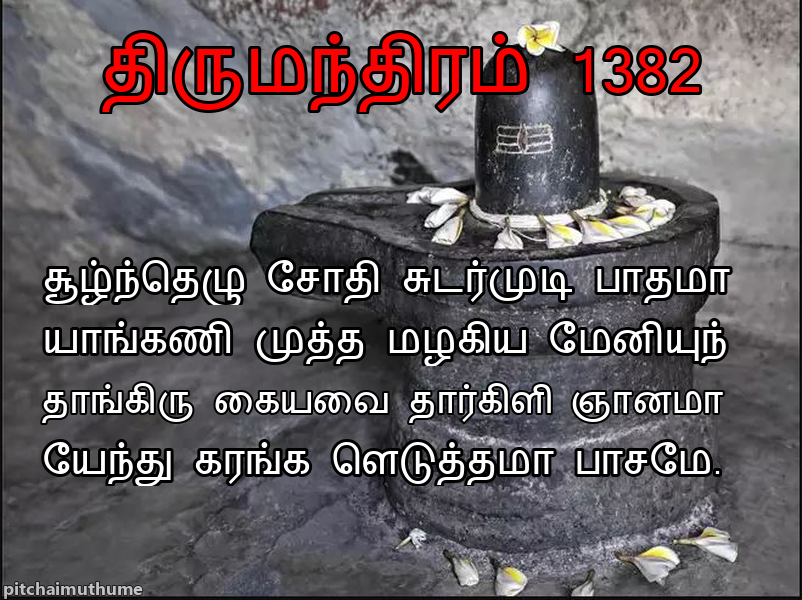 திருமந்திரம் 1382
சூழ்ந்தெழு சோதி சுடர்முடி பாதமா
யாங்கணி முத்த மழகிய மேனியுந்
தாங்கிரு கையவை தார்கிளி ஞானமா
யேந்து கரங்க ளெடுத்தமா பாசமே.
pitchaimuthume